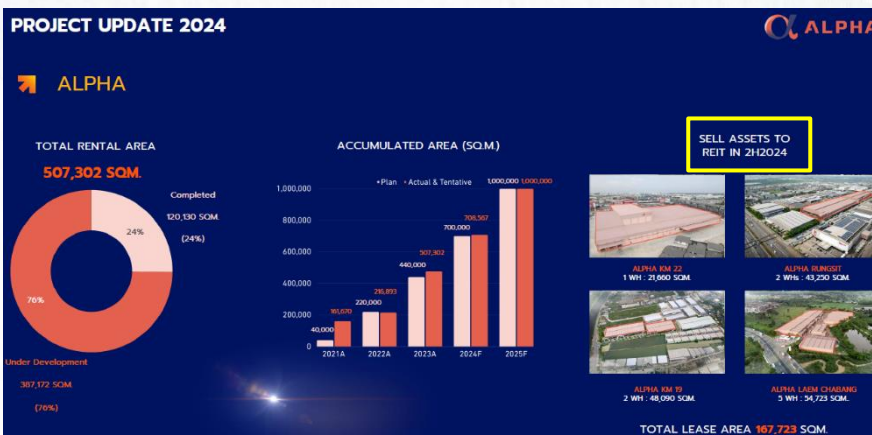 PROJECT UPDATE 2024
ALPHA
ALPHA
TOTAL RENTAL AREA
507,302 SQM.
Completed
120,130 SQM.
(24%)
24%
76%
Under Development
387,172 SQM.
(76%)
ACCUMULATED AREA (SQ.M.)
• Plan • Actual & Tentative
1,000,000
800,000
600,000
400,000
200,000
0
40,000
161,670
220,000
216,893
440,000
507,302
700,000
708,567
1,000,000 1,000,000
2021A 2022A 2023A 2024F 2025F
SELL ASSETS TO
REIT IN 2H2024
ALPHA KM 22
1 WH : 21,660 SQM.
ALPHA RUNGSIT
2 WHs : 43,250 SQM.
ALPHA KM 19
2 WH : 48,090 SQM.
ALPHA LAEM CHABANG
5 WH : 54,723 SQM.
TOTAL LEASE AREA 167,723 SQM.